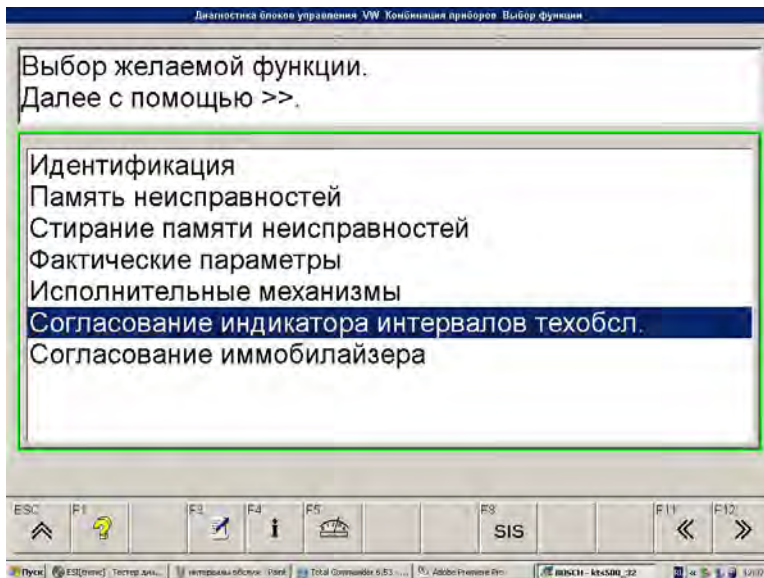 Диагностика блоков управления VW Комбинация приборов Выбор функции
Выбор желаемой функции.
Далее с помощью >>.
Идентификация
Память неисправностей
Стирание памяти неисправностей
Фактические параметры
Исполнительные механизмы
Согласование индикатора интервалов техобсл.
Согласование иммобилайзера
ESC F1 F3 F4 F5 F9 F11 F12
SIS
Пуск Total Commander 6.53 Adobe Premiere Pro BOSCH - kts500_32